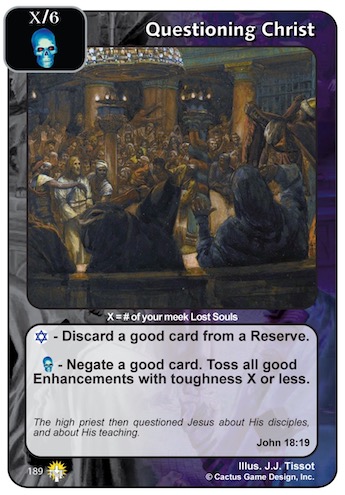 X/6
Questioning Christ
X = # of your meek Lost Souls
- Discard a good card from a Reserve.
- Negate a good card. Toss all good
Enhancements with toughness X or less.
The high priest then questioned Jesus about His disciples,
and about His teaching.
John 18:19
Illus. J.J. Tissot
189
© Cactus Game Design, Inc.